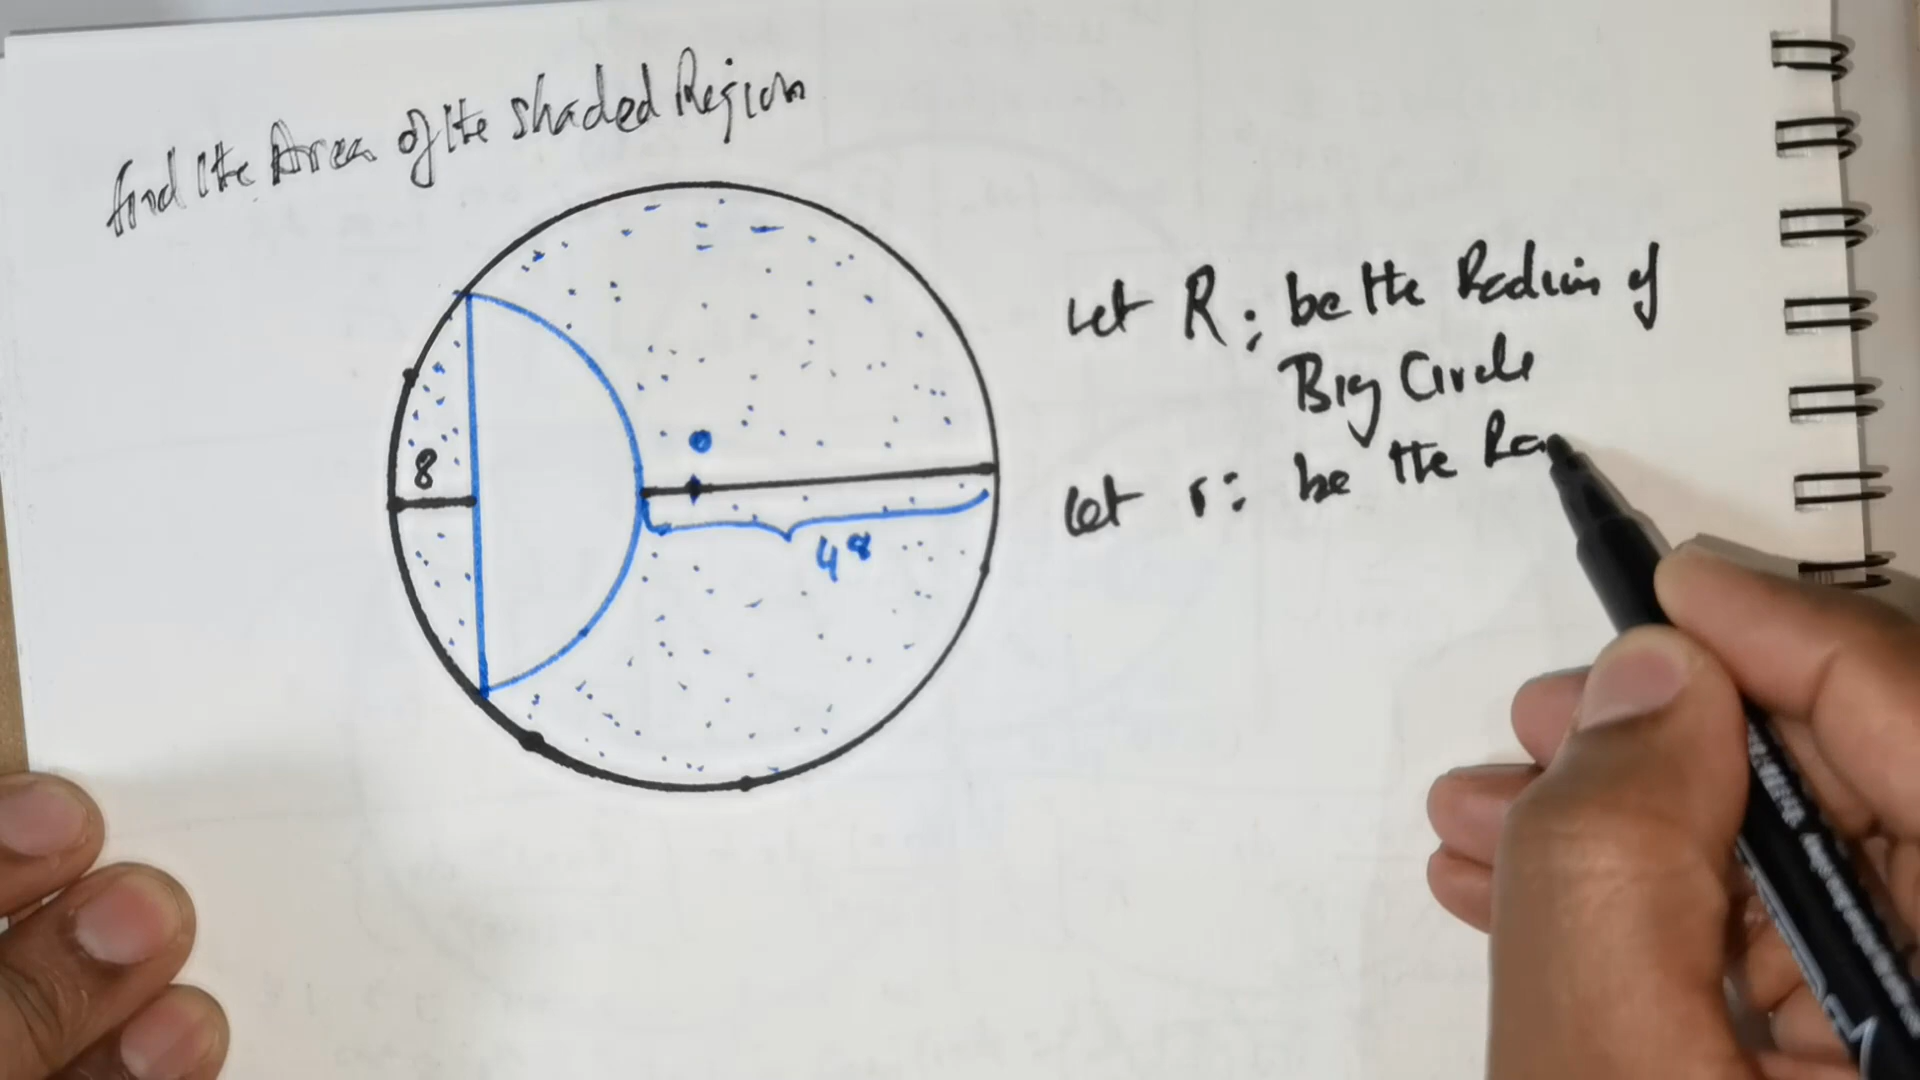 find the Area of the shaded Region
8
48
Let R: be the Radius of
Big Circle
Let r: be the Ra